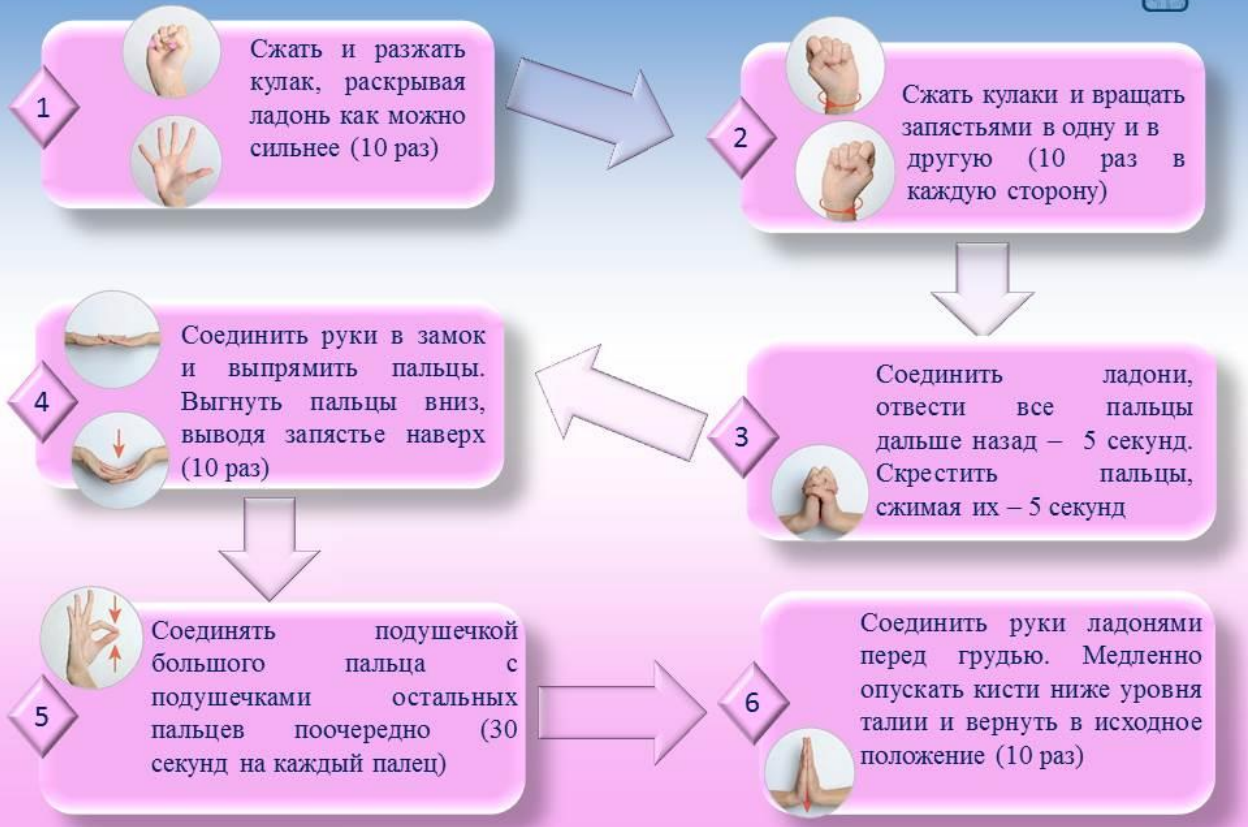 1
Сжать и разжать
кулак, раскрывая
ладонь как можно
сильнее (10 раз)
2
Сжать кулаки и вращать
запястьями в одну и в
другую (10 раз в
каждую сторону)
3
Соединить ладони,
отвести все пальцы
дальше назад – 5 секунд.
Скрестить пальцы,
сжимая их – 5 секунд
4
Соединить руки в замок
и выпрямить пальцы.
Выгнуть пальцы вниз,
выводя запястье наверх
(10 раз)
5
Соединять подушечкой
большого пальца с
подушечками остальных
пальцев поочередно (30
секунд на каждый палец)
6
Соединить руки ладонями
перед грудью. Медленно
опускать кисти ниже уровня
талии и вернуть в исходное
положение (10 раз)